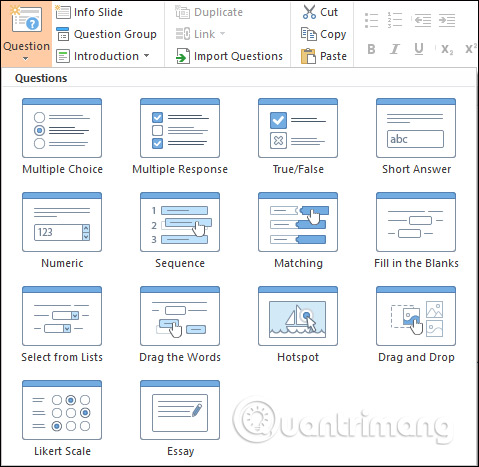 Question
Info Slide
Question Group
Introduction
Duplicate
Link
Import Questions
Cut
Copy
Paste
B I U X₂ X²
Questions
abc
Multiple Choice Multiple Response True/False Short Answer
123
1
2
3
Numeric Sequence Matching Fill in the Blanks
Select from Lists Drag the Words Hotspot Drag and Drop
Likert Scale Essay
Quantrimang